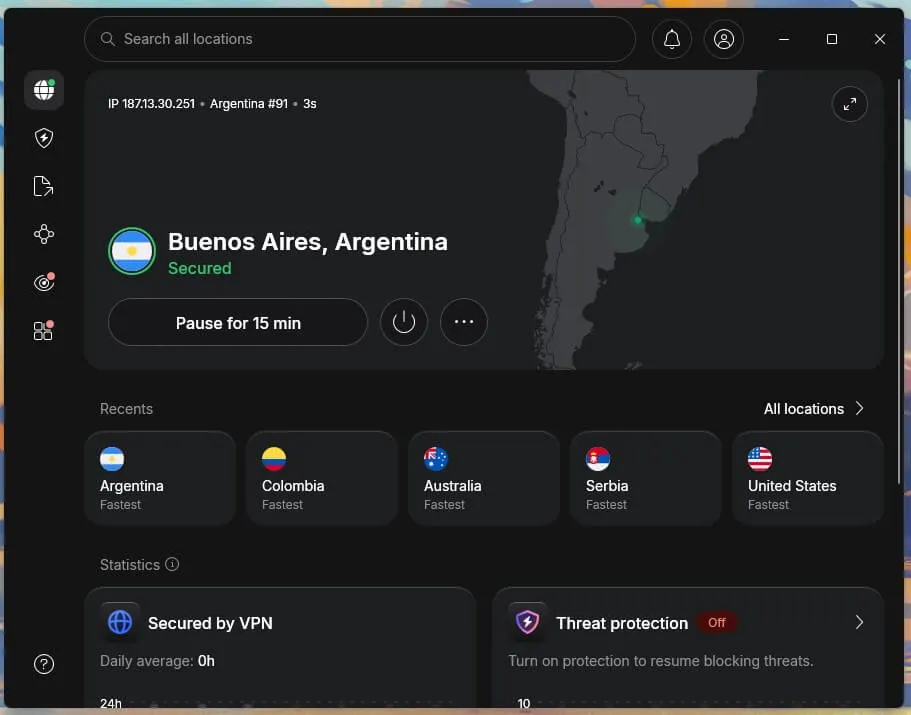 Search all locations
IP 187.13.30.251 • Argentina #91 • 3s
Buenos Aires, Argentina
Secured
Pause for 15 min
Recents
All locations
Argentina
Fastest
Colombia
Fastest
Australia
Fastest
Serbia
Fastest
United States
Fastest
Statistics
Secured by VPN
Daily average: 0h
24h
Threat protection Off
Turn on protection to resume blocking threats.
10